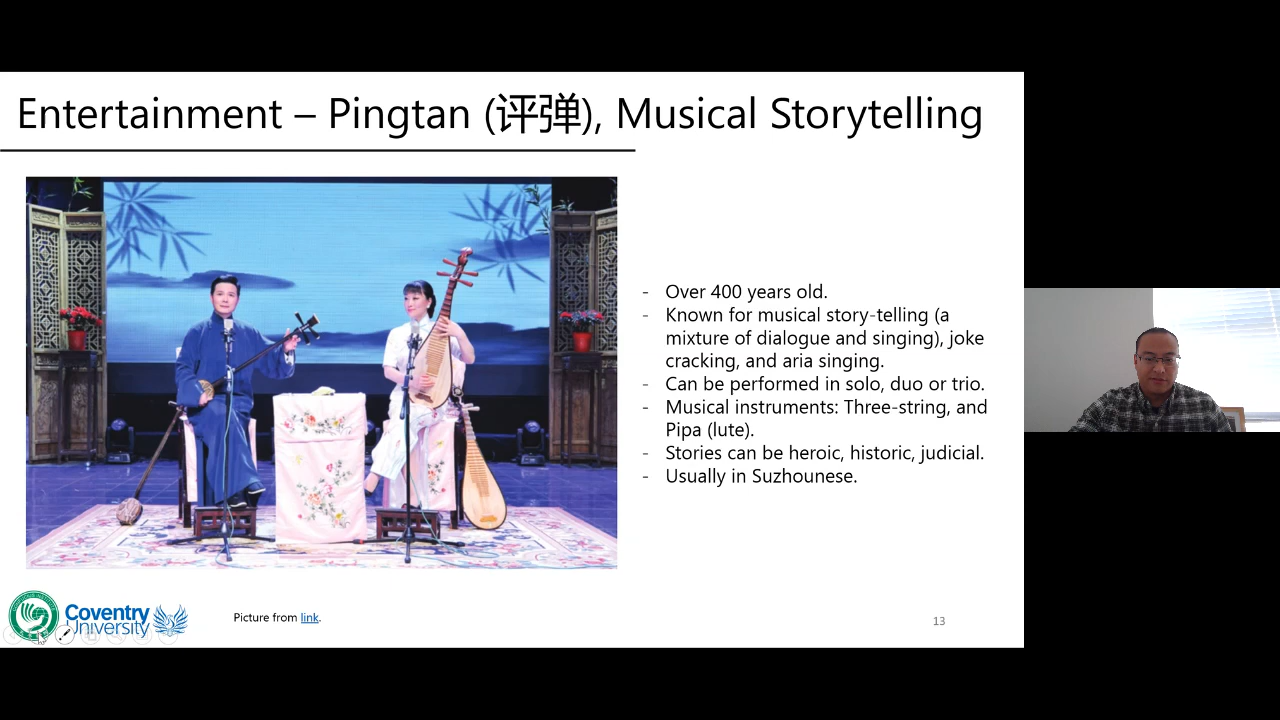 Entertainment – Pingtan (评弹), Musical Storytelling
- Over 400 years old.
- Known for musical story-telling (a
mixture of dialogue and singing), joke
cracking, and aria singing.
- Can be performed in solo, duo or trio.
- Musical instruments: Three-string, and
Pipa (lute).
- Stories can be heroic, historic, judicial.
- Usually in Suzhounese.
Coventry
University
Picture from link.
13